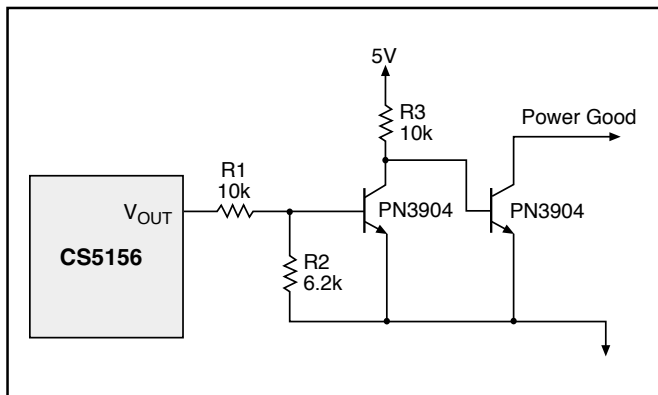 5V
R3
10k
Power Good
R1
10k
V_OUT
PN3904
PN3904
CS5156
R2
6.2k